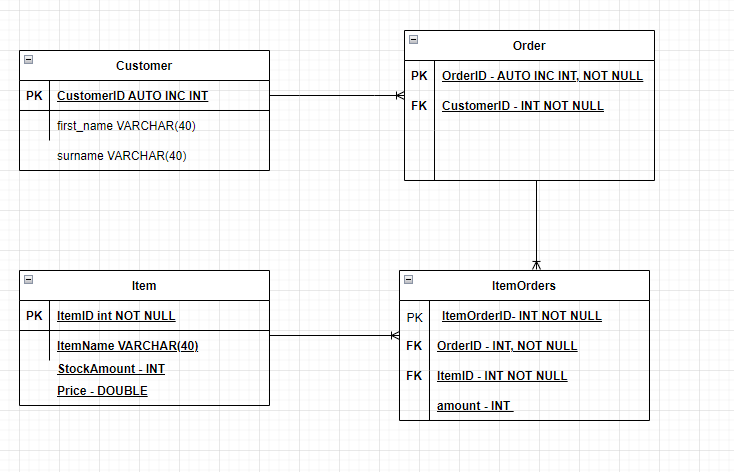 Customer
PK CustomerID AUTO INC INT
first_name VARCHAR(40)
surname VARCHAR(40)
Order
PK OrderID - AUTO INC INT, NOT NULL
FK CustomerID - INT NOT NULL
Item
PK ItemID int NOT NULL
ItemName VARCHAR(40)
StockAmount - INT
Price - DOUBLE
ItemOrders
PK ItemOrderID- INT NOT NULL
FK OrderID - INT, NOT NULL
FK ItemID - INT NOT NULL
amount - INT